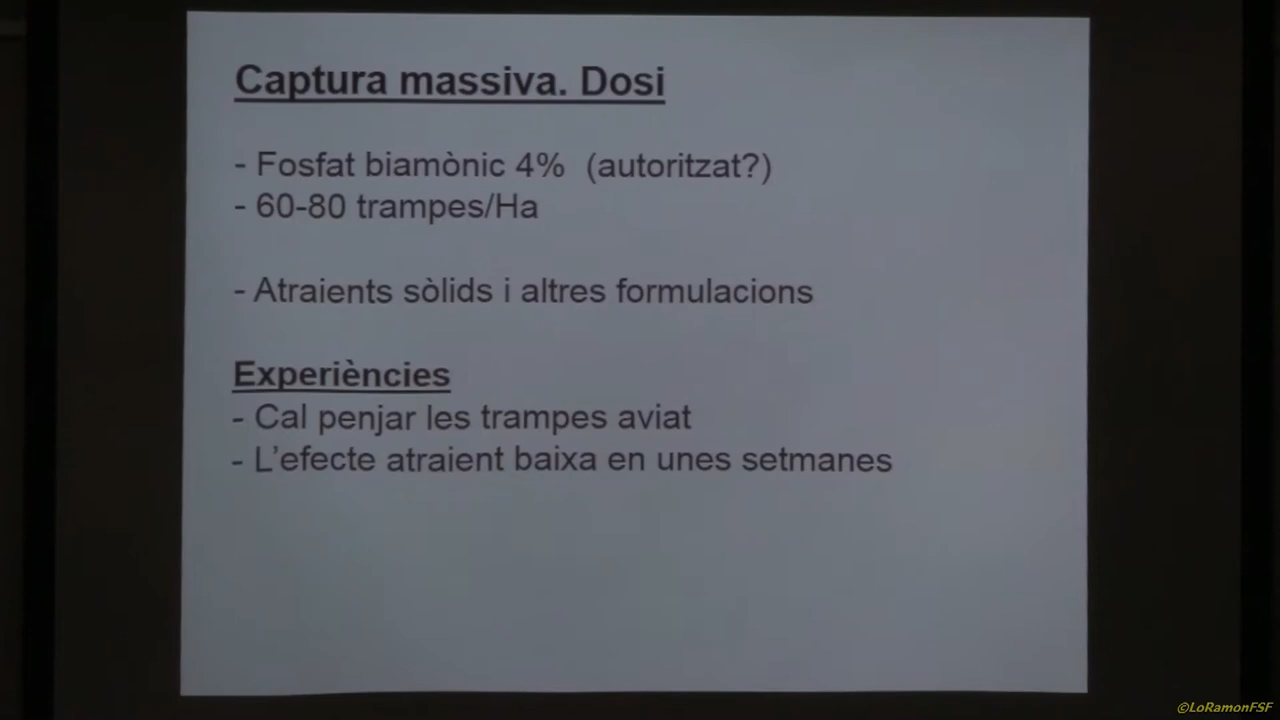 Captura massiva. Dosi
- Fosfat biamònic 4% (autoritzat?)
- 60-80 trampes/Ha
- Atraients sòlids i altres formulacions
Experiències
- Cal penjar les trampes aviat
- L'efecte atraient baixa en unes setmanes
©LoRamonFSF